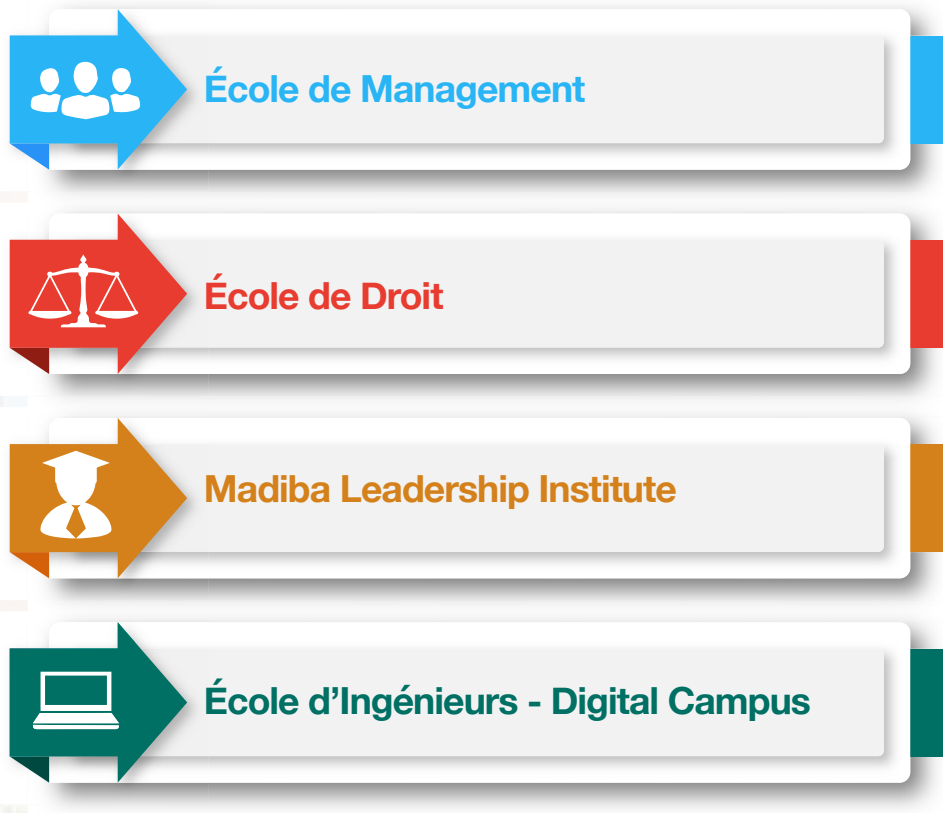 École de Management
École de Droit
Madiba Leadership Institute
École d’Ingénieurs - Digital Campus